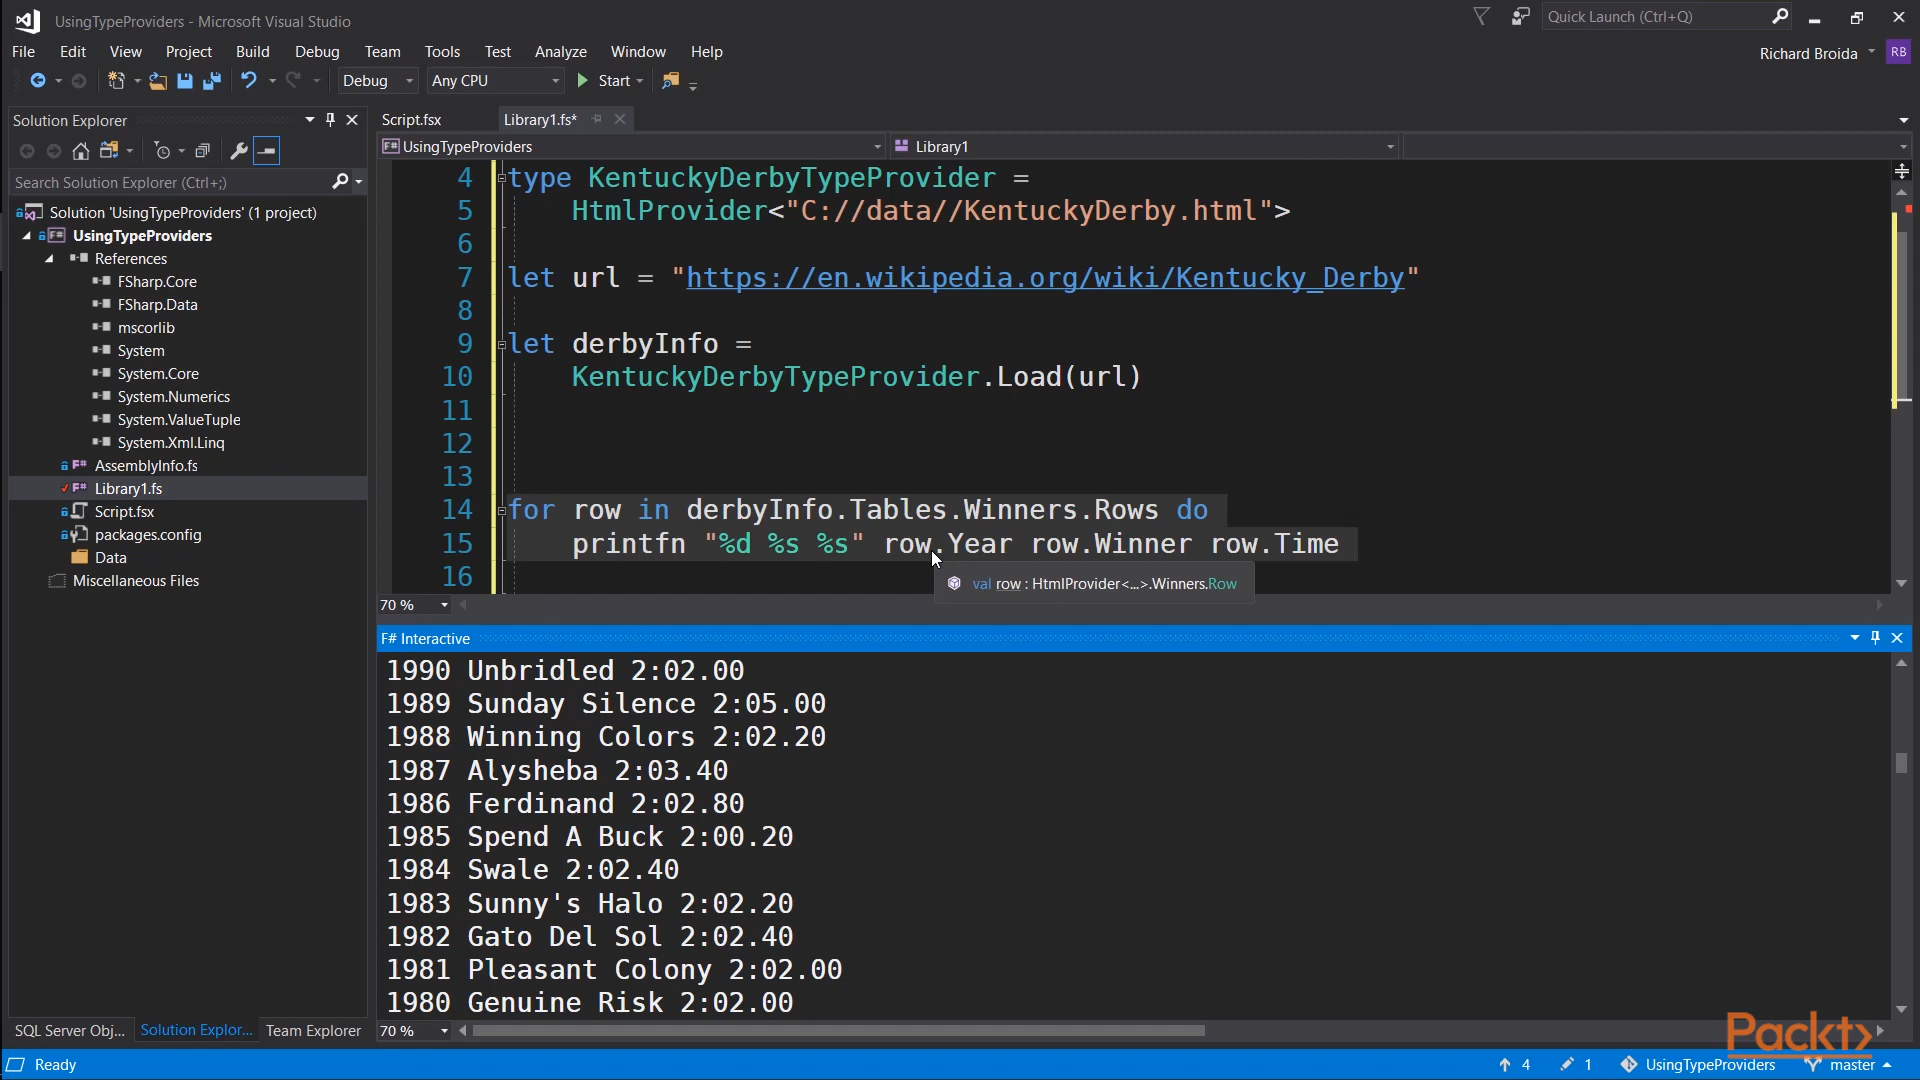 UsingTypeProviders - Microsoft Visual Studio
Quick Launch (Ctrl+Q)
File Edit View Project Build Debug Team Tools Test Analyze Window Help
Richard Broida RB
Debug Any CPU Start
Solution Explorer
Script.fsx Library1.fs*
UsingTypeProviders Library1
Search Solution Explorer (Ctrl+;)
Solution 'UsingTypeProviders' (1 project)
UsingTypeProviders
References
FSharp.Core
FSharp.Data
mscorlib
System
System.Core
System.Numerics
System.ValueTuple
System.Xml.Linq
AssemblyInfo.fs
Library1.fs
Script.fsx
packages.config
Data
Miscellaneous Files
4 type KentuckyDerbyTypeProvider =
5 HtmlProvider<"C://data//KentuckyDerby.html">
6
7 let url = "https://en.wikipedia.org/wiki/Kentucky_Derby"
8
9 let derbyInfo =
10 KentuckyDerbyTypeProvider.Load(url)
11
12
13
14 for row in derbyInfo.Tables.Winners.Rows do
15 printfn "%d %s %s" row.Year row.Winner row.Time
16
val row : HtmlProvider<...>.Winners.Row
70 %
F# Interactive
1990 Unbridled 2:02.00
1989 Sunday Silence 2:05.00
1988 Winning Colors 2:02.20
1987 Alysheba 2:03.40
1986 Ferdinand 2:02.80
1985 Spend A Buck 2:00.20
1984 Swale 2:02.40
1983 Sunny's Halo 2:02.20
1982 Gato Del Sol 2:02.40
1981 Pleasant Colony 2:02.00
1980 Genuine Risk 2:02.00
SQL Server Obj... Solution Explor... Team Explorer
70 %
Packt
Ready
4 1 UsingTypeProviders master